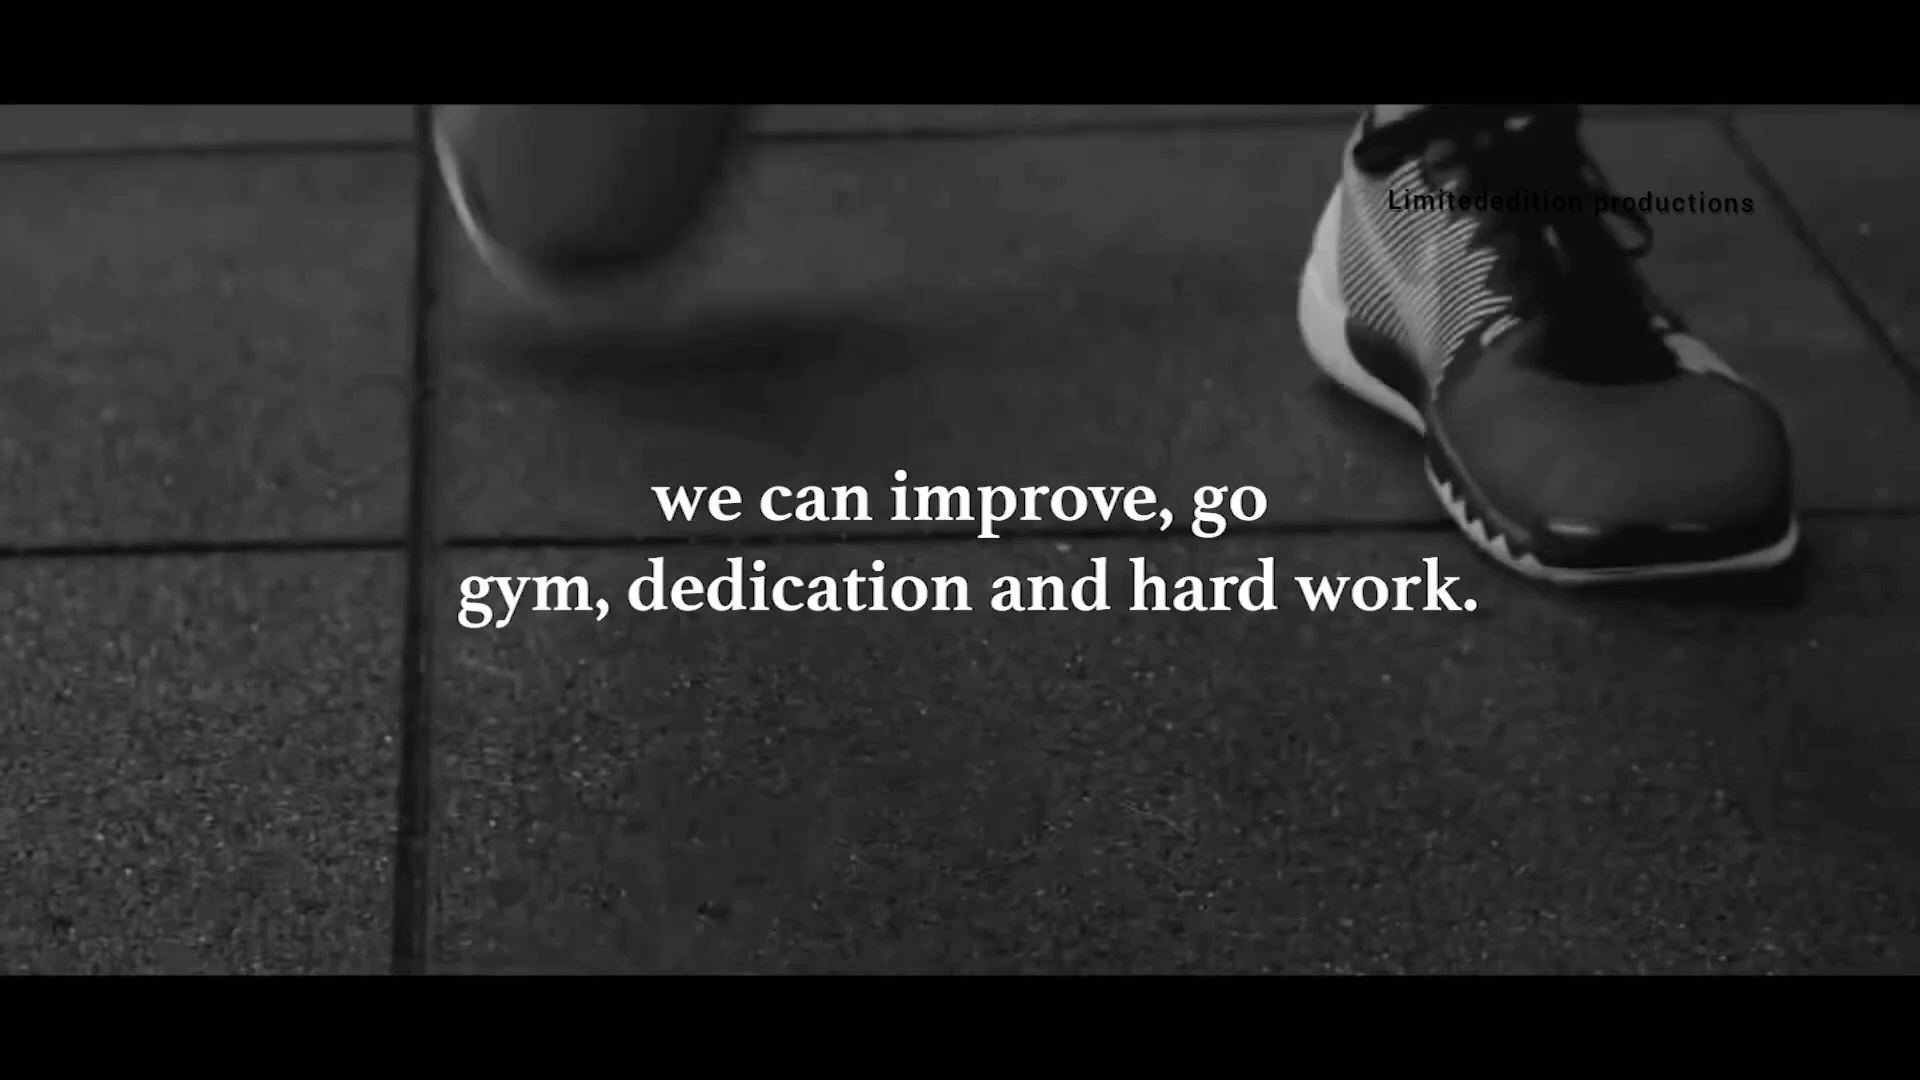 Limitededition productions
we can improve, go
gym, dedication and hard work.